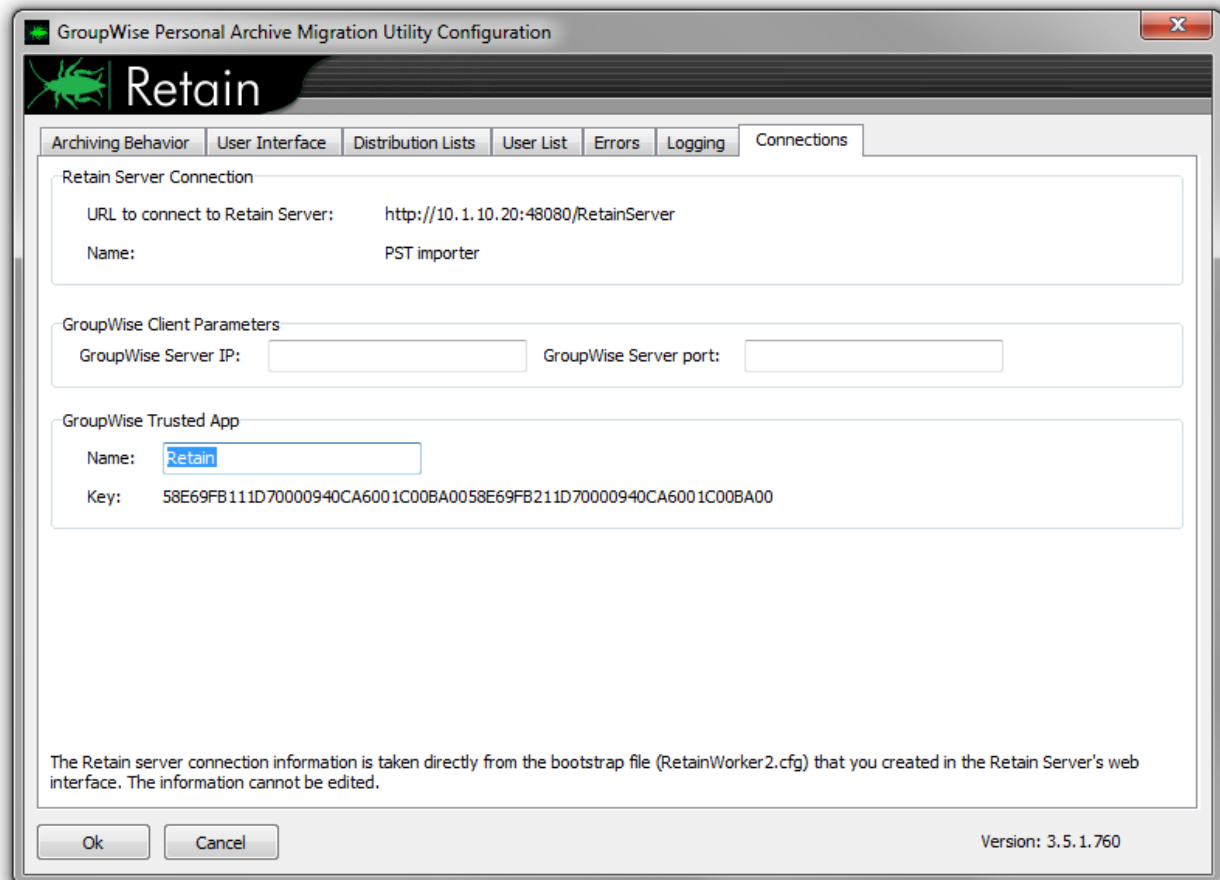 GroupWise Personal Archive Migration Utility Configuration
Retain
Archiving Behavior User Interface Distribution Lists User List Errors Logging Connections
Retain Server Connection
URL to connect to Retain Server: http://10.1.10.20:48080/RetainServer
Name: PST importer
GroupWise Client Parameters
GroupWise Server IP: GroupWise Server port:
GroupWise Trusted App
Name: Retain
Key: 58E69FB111D70000940CA6001C00BA0058E69FB211D70000940CA6001C00BA00
The Retain server connection information is taken directly from the bootstrap file (RetainWorker2.cfg) that you created in the Retain Server's web
interface. The information cannot be edited.
Ok Cancel Version: 3.5.1.760